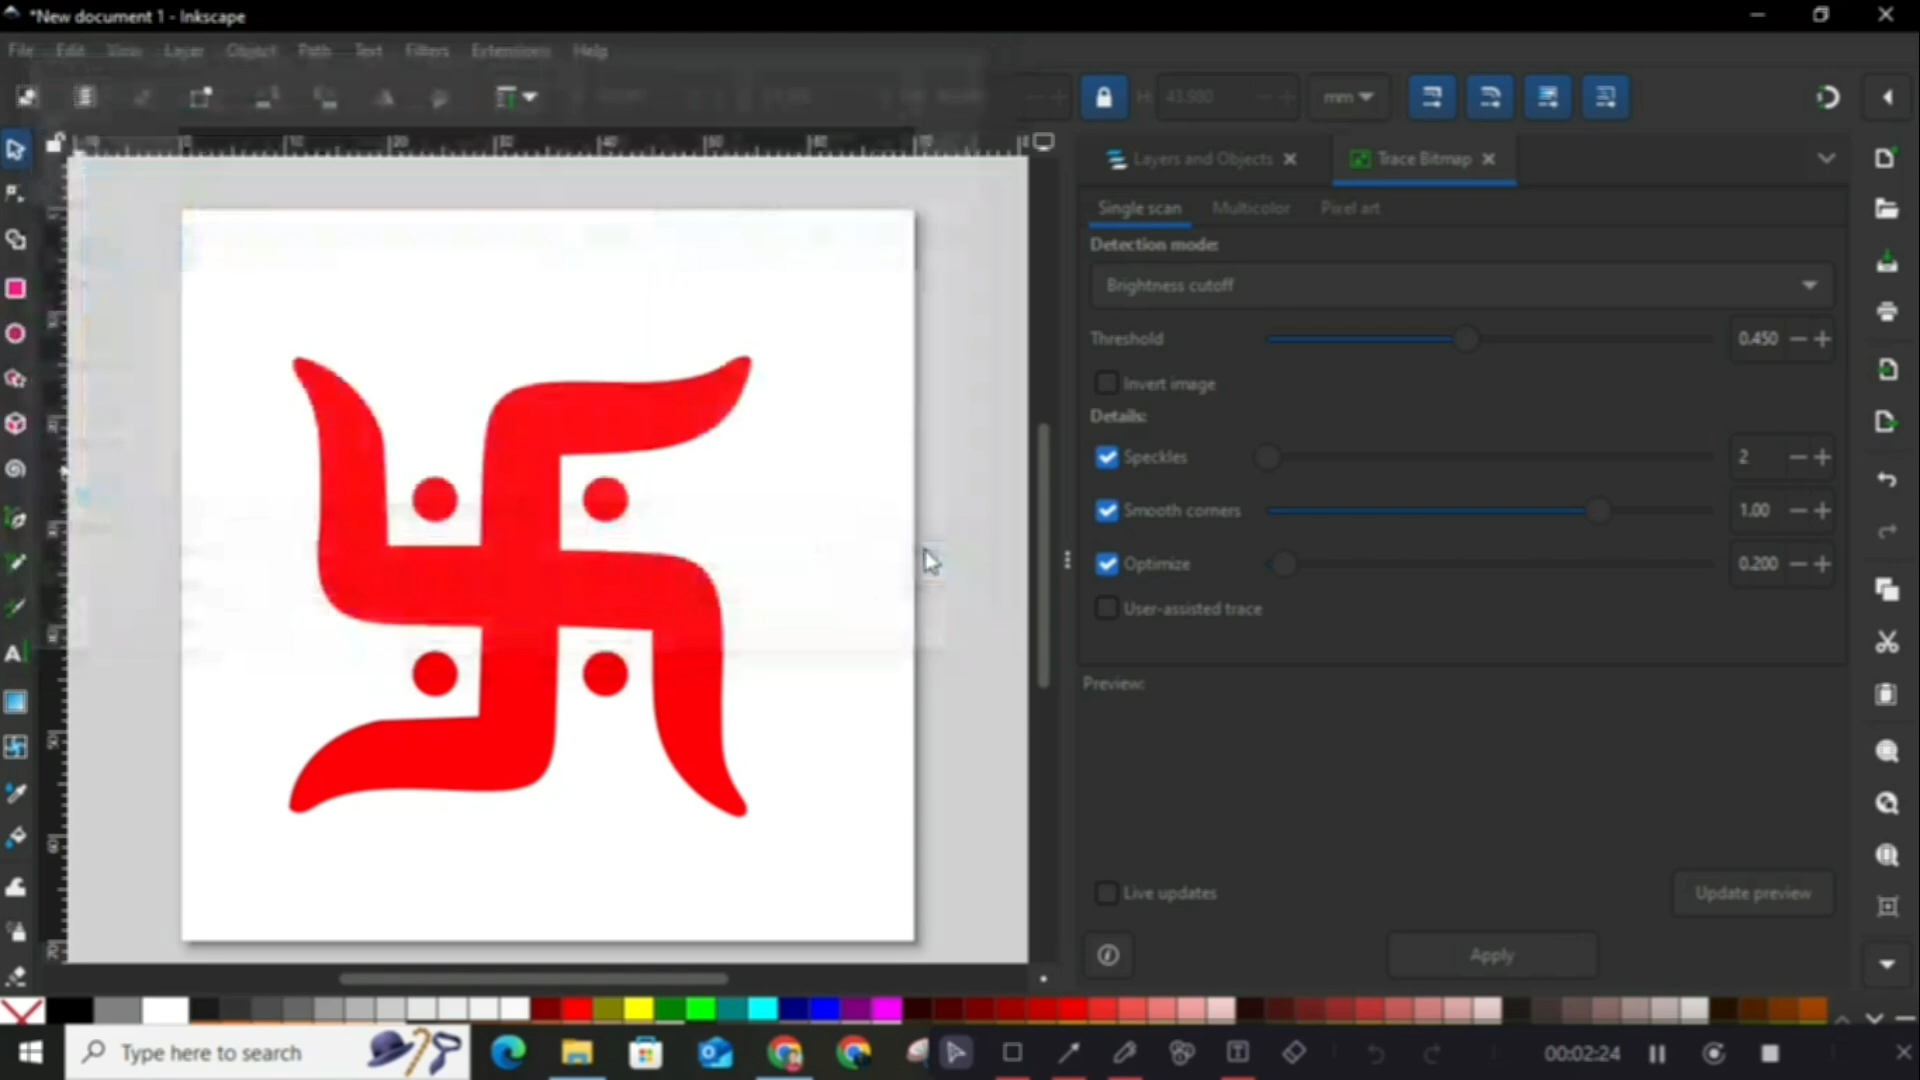 *New document 1 - Inkscape
File Edit View Layer Object Path Text Filters Extensions Help
H: 43.980 mm
Layers and Objects Trace Bitmap
Single scan Multicolor Pixel art
Detection mode:
Brightness cutoff
Threshold 0.450
Invert image
Details:
Speckles 2
Smooth corners 1.00
Optimize 0.200
User-assisted trace
Preview:
Live updates Update preview
Apply
Type here to search
00:02:24